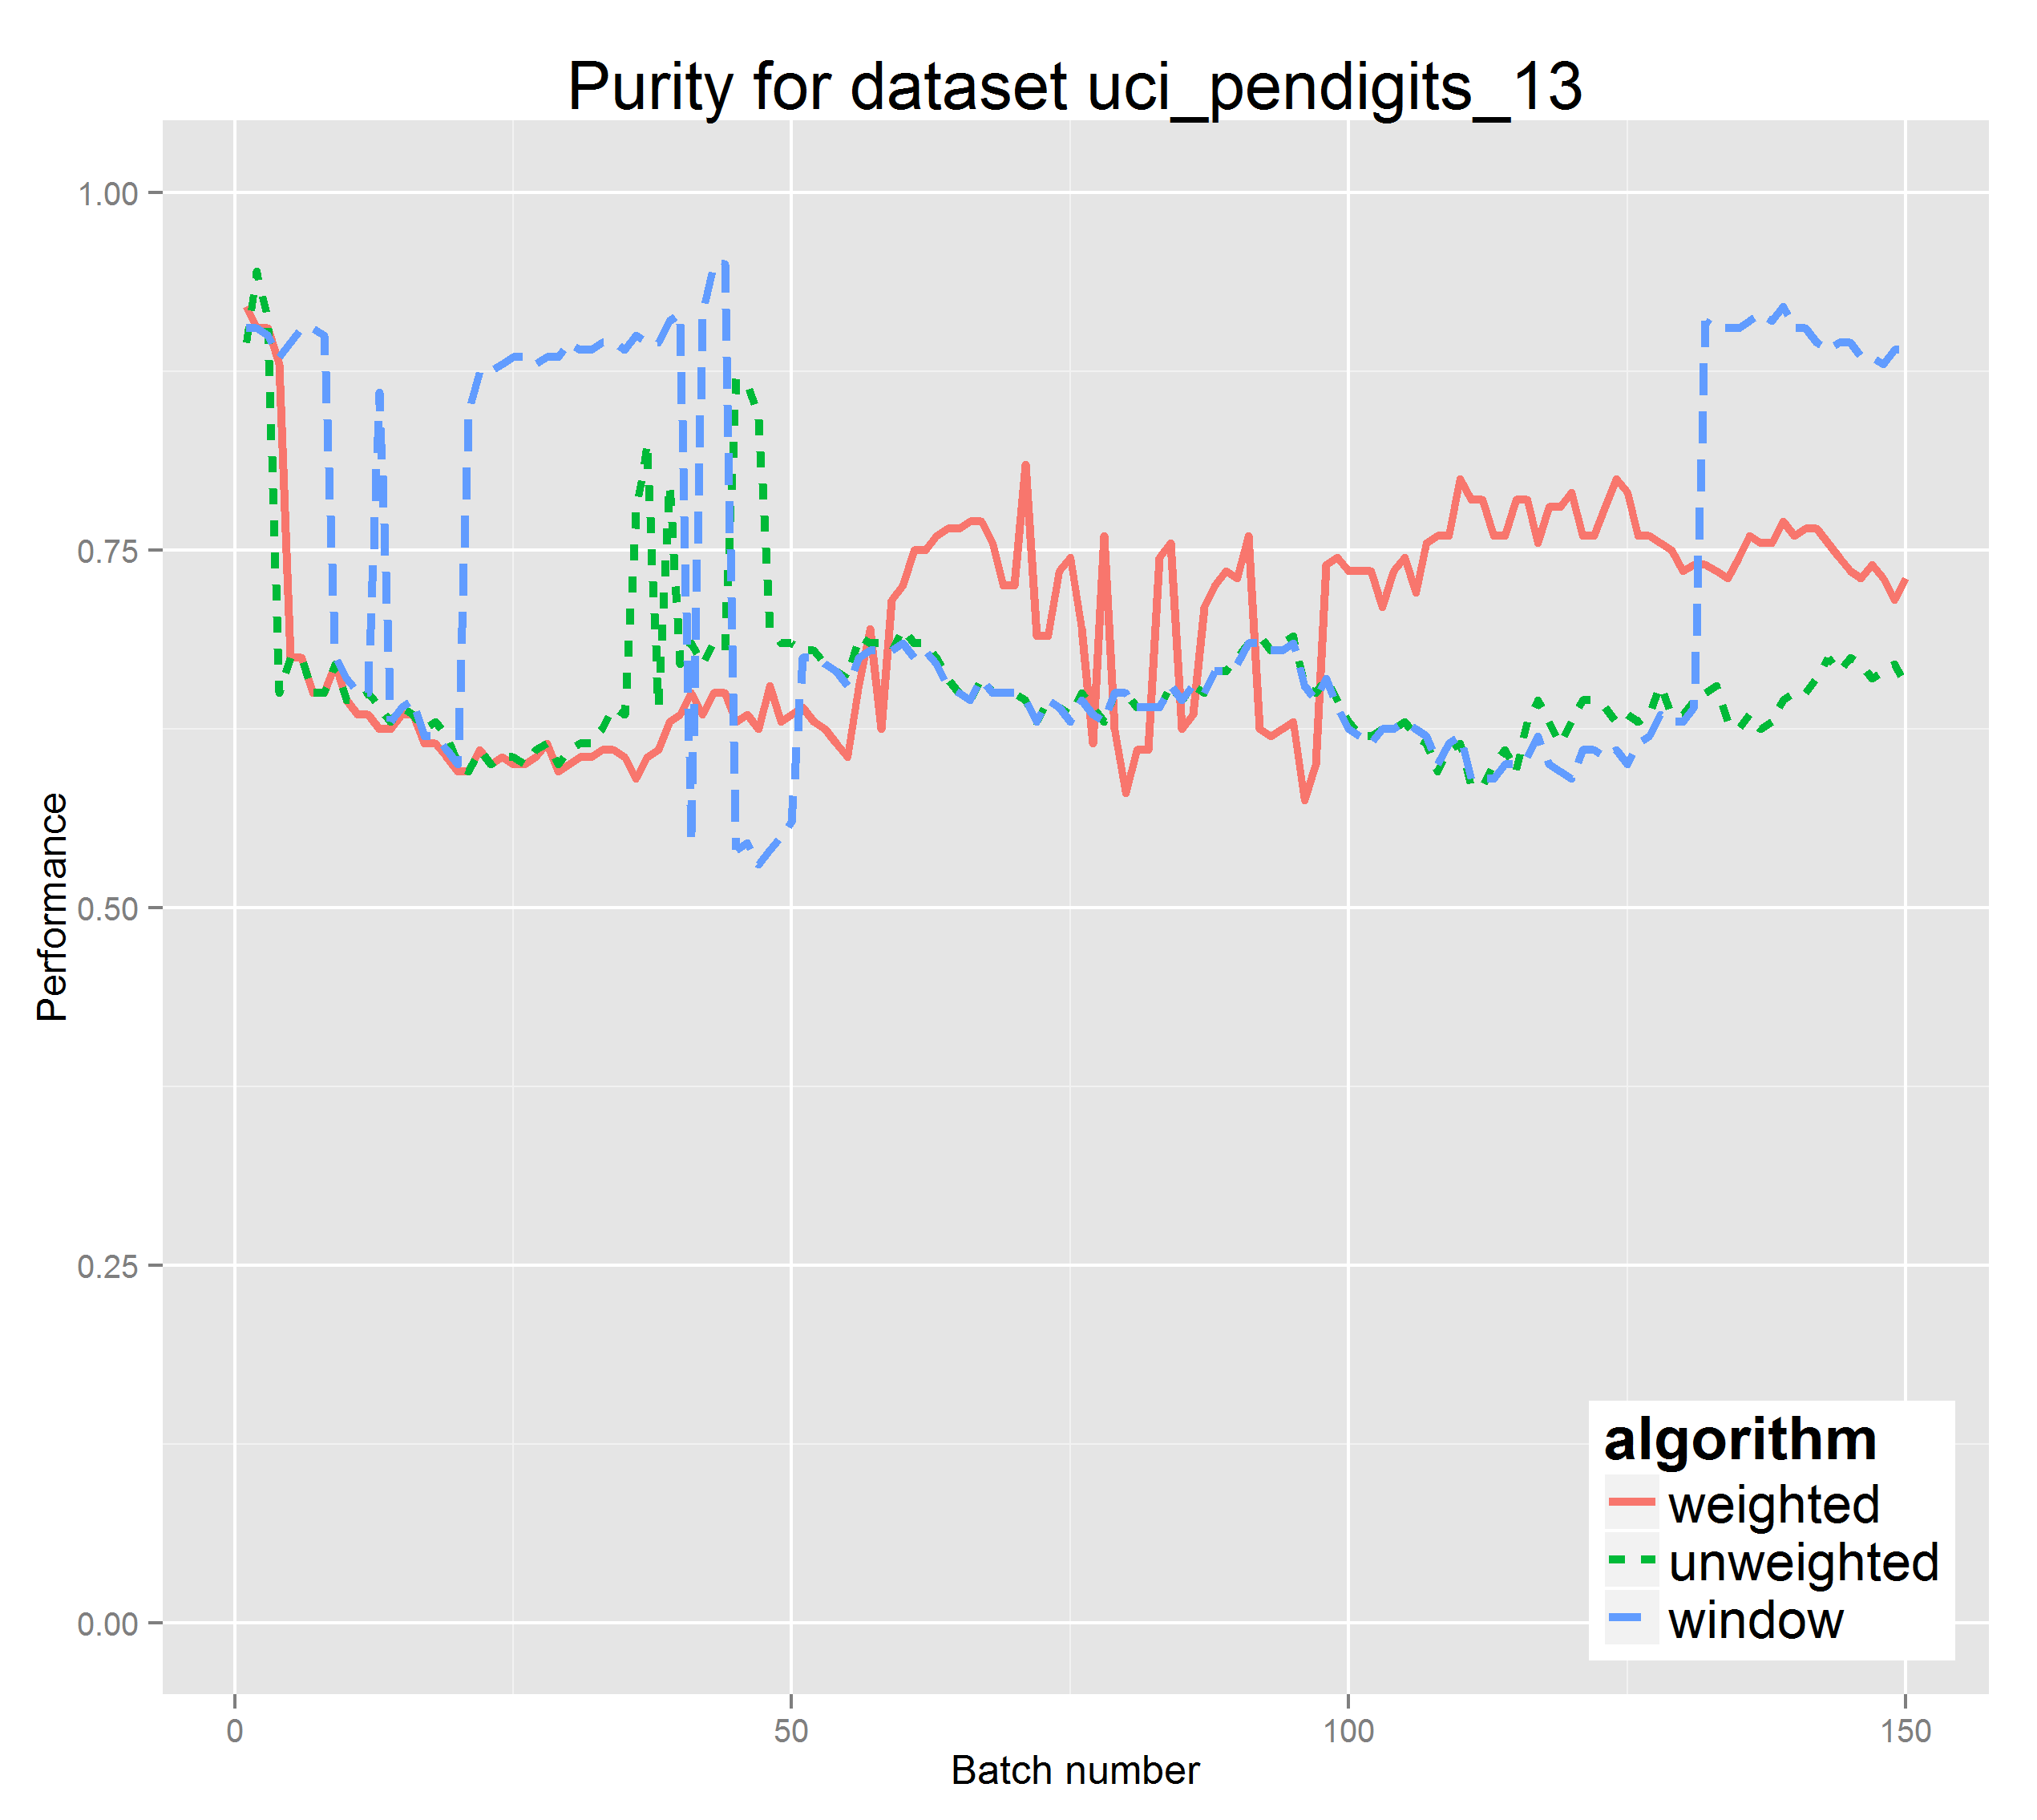 Purity for dataset uci_pendigits_13
1.00
0.75
0.50
0.25
0.00
Performance
0
50
100
150
Batch number
algorithm
weighted
unweighted
window